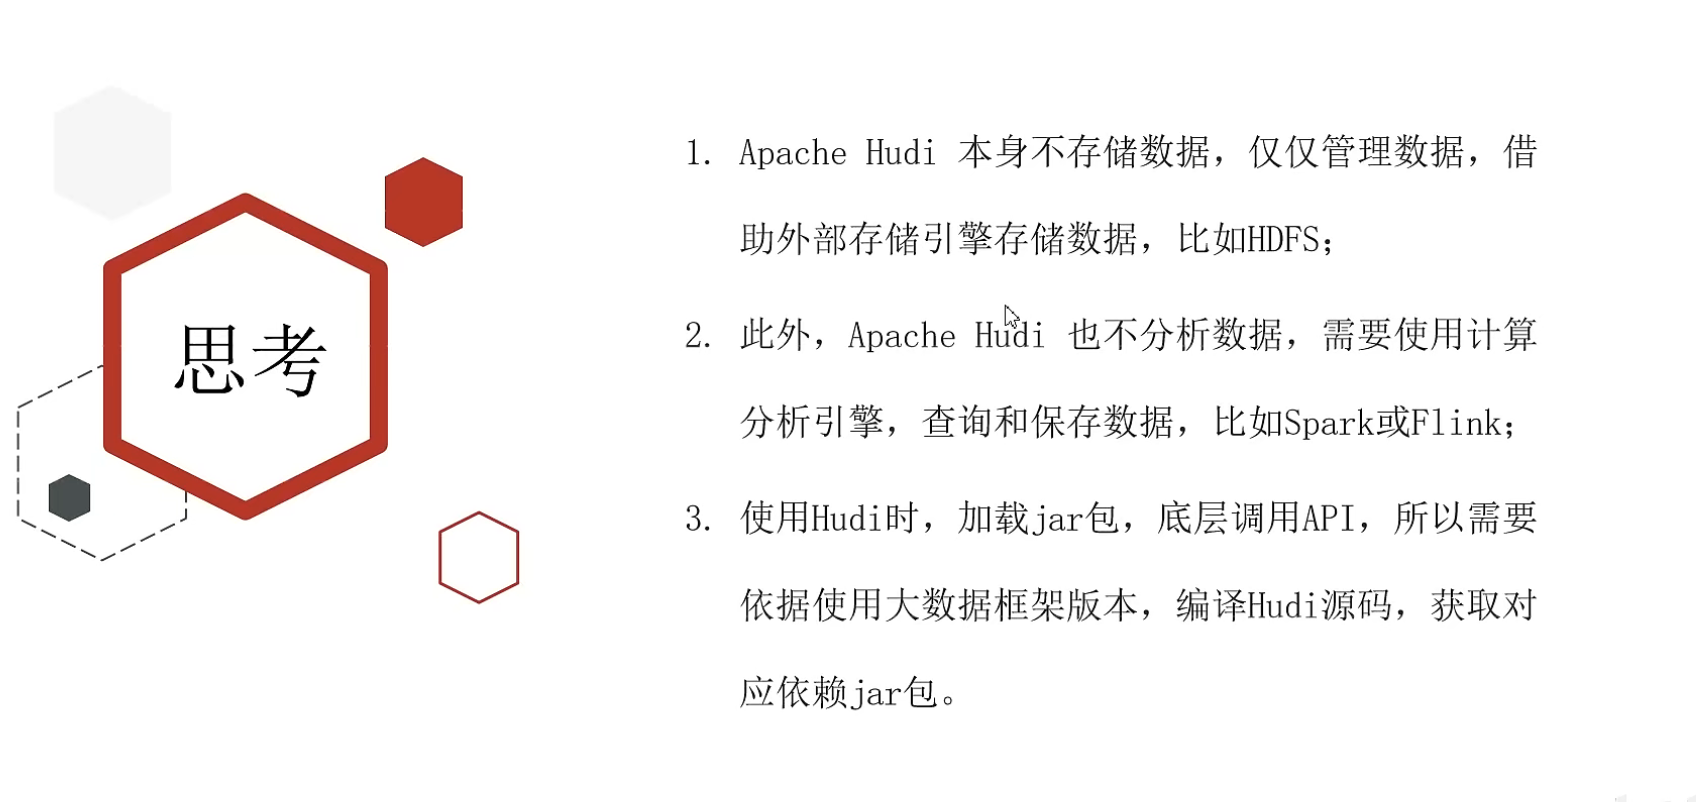 思考
1. Apache Hudi 本身不存储数据，仅仅管理数据，借
助外部存储引擎存储数据，比如HDFS；
2. 此外，Apache Hudi 也不分析数据，需要使用计算
分析引擎，查询和保存数据，比如Spark或Flink；
3. 使用Hudi时，加载jar包，底层调用API，所以需要
依据使用大数据框架版本，编译Hudi源码，获取对
应依赖jar包。